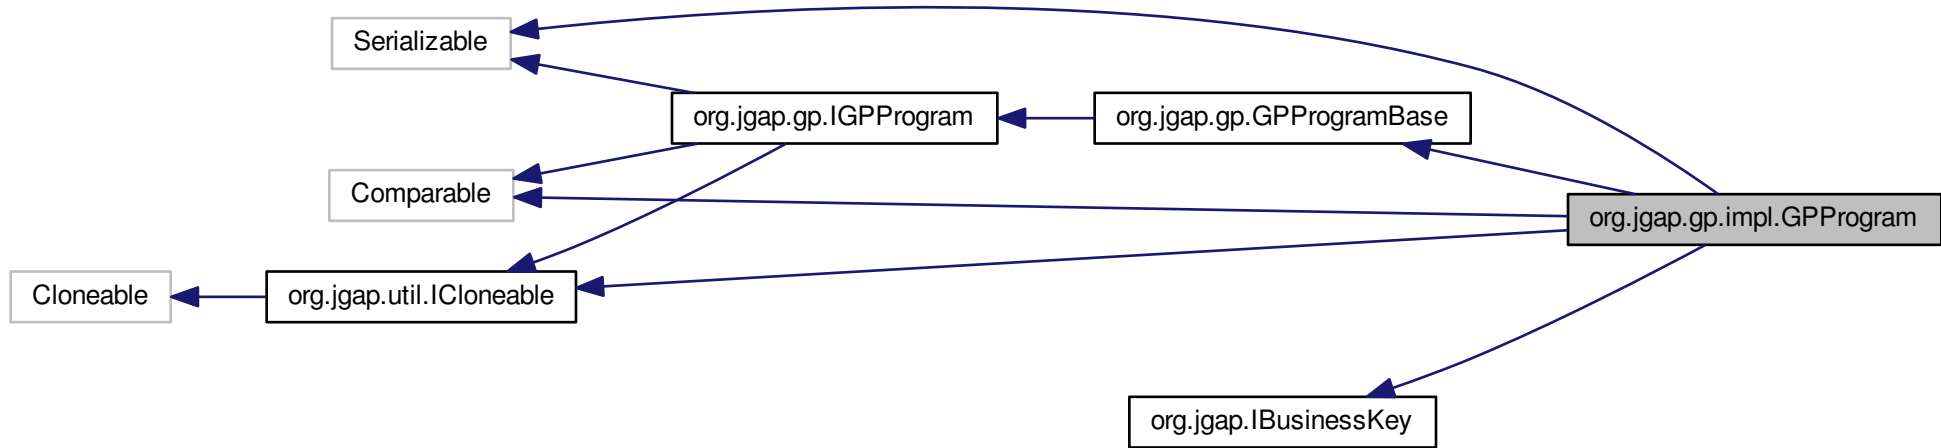 Serializable
org.jgap.gp.IGPProgram
org.jgap.gp.GPProgramBase
Comparable
org.jgap.gp.impl.GPProgram
Cloneable
org.jgap.util.ICloneable
org.jgap.IBusinessKey